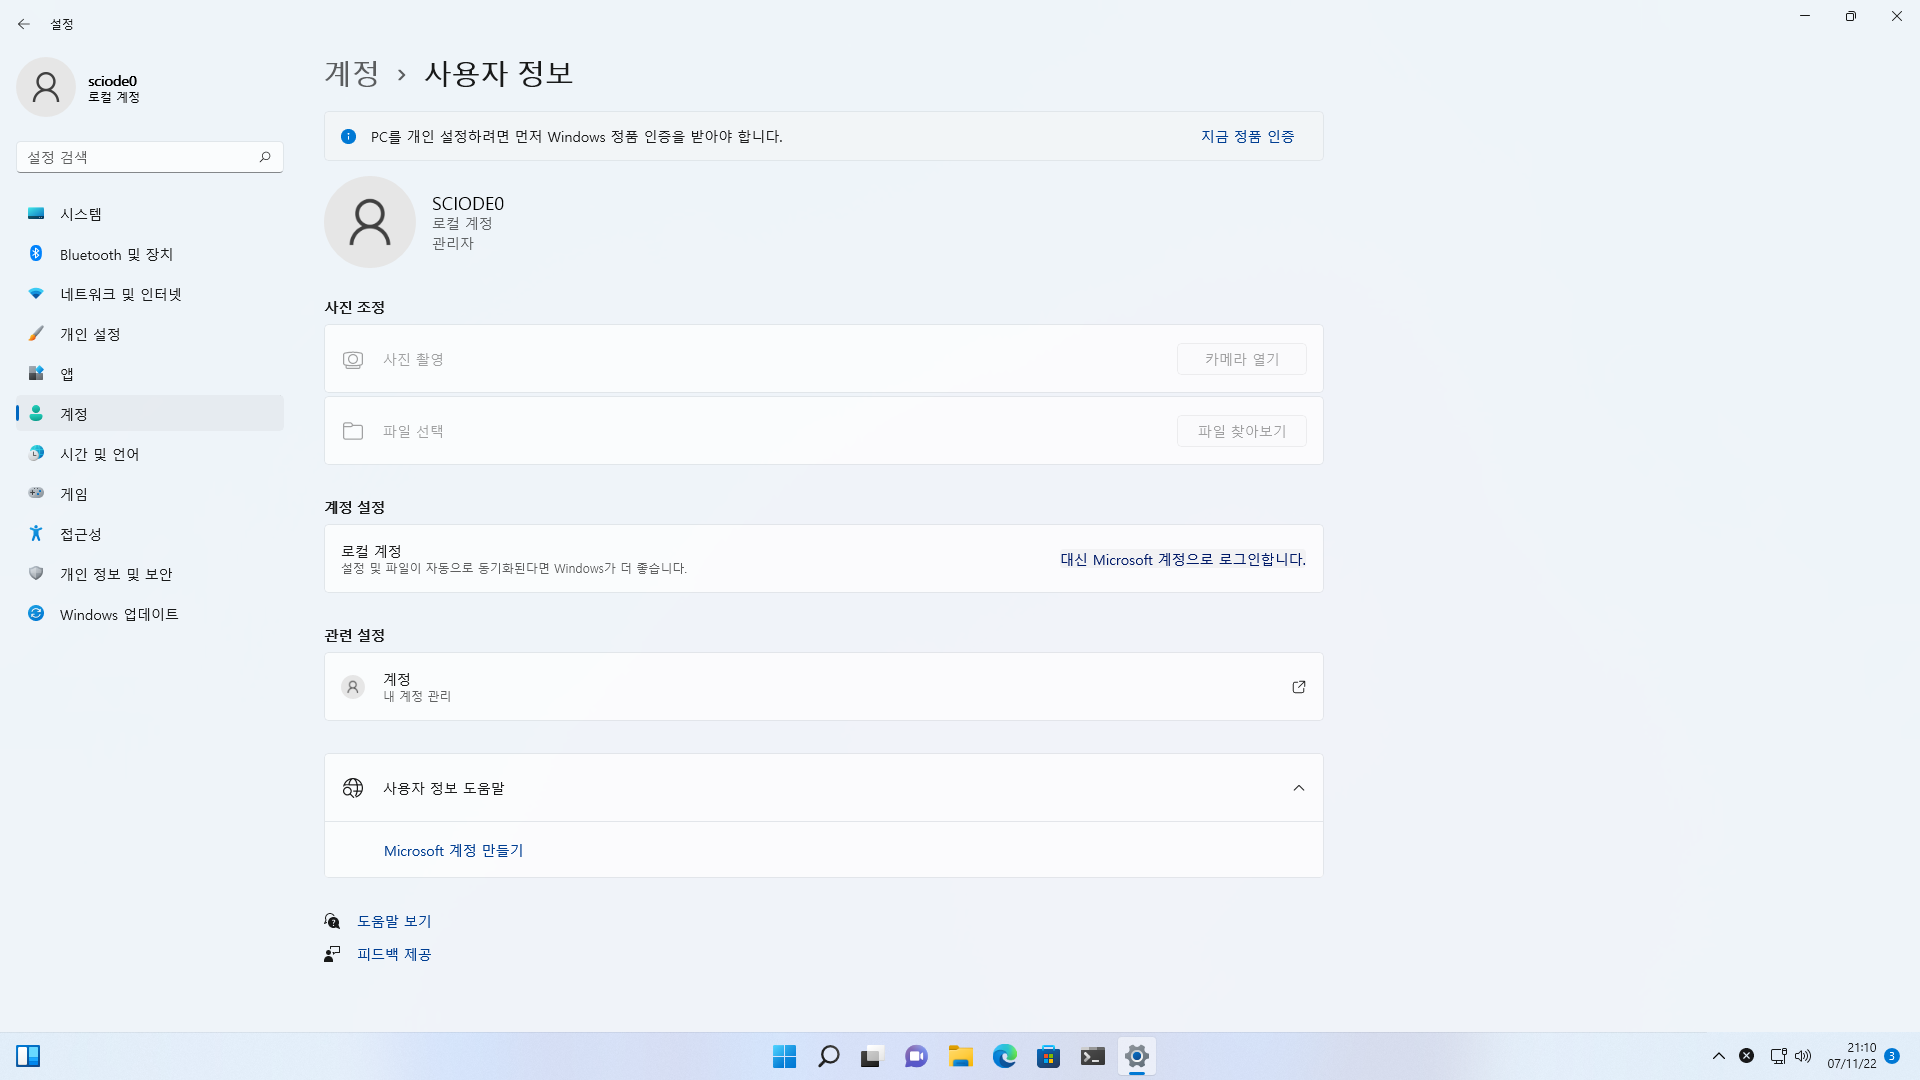 설정
sciode0
로컬 계정
설정 검색
시스템
Bluetooth 및 장치
네트워크 및 인터넷
개인 설정
앱
계정
시간 및 언어
게임
접근성
개인 정보 및 보안
Windows 업데이트
계정 › 사용자 정보
PC를 개인 설정하려면 먼저 Windows 정품 인증을 받아야 합니다. 지금 정품 인증
SCIODE0
로컬 계정
관리자
사진 조정
사진 촬영 카메라 열기
파일 선택 파일 찾아보기
계정 설정
로컬 계정
설정 및 파일이 자동으로 동기화된다면 Windows가 더 좋습니다.
대신 Microsoft 계정으로 로그인합니다.
관련 설정
계정
내 계정 관리
사용자 정보 도움말
Microsoft 계정 만들기
도움말 보기
피드백 제공
21:10
07/11/22
3